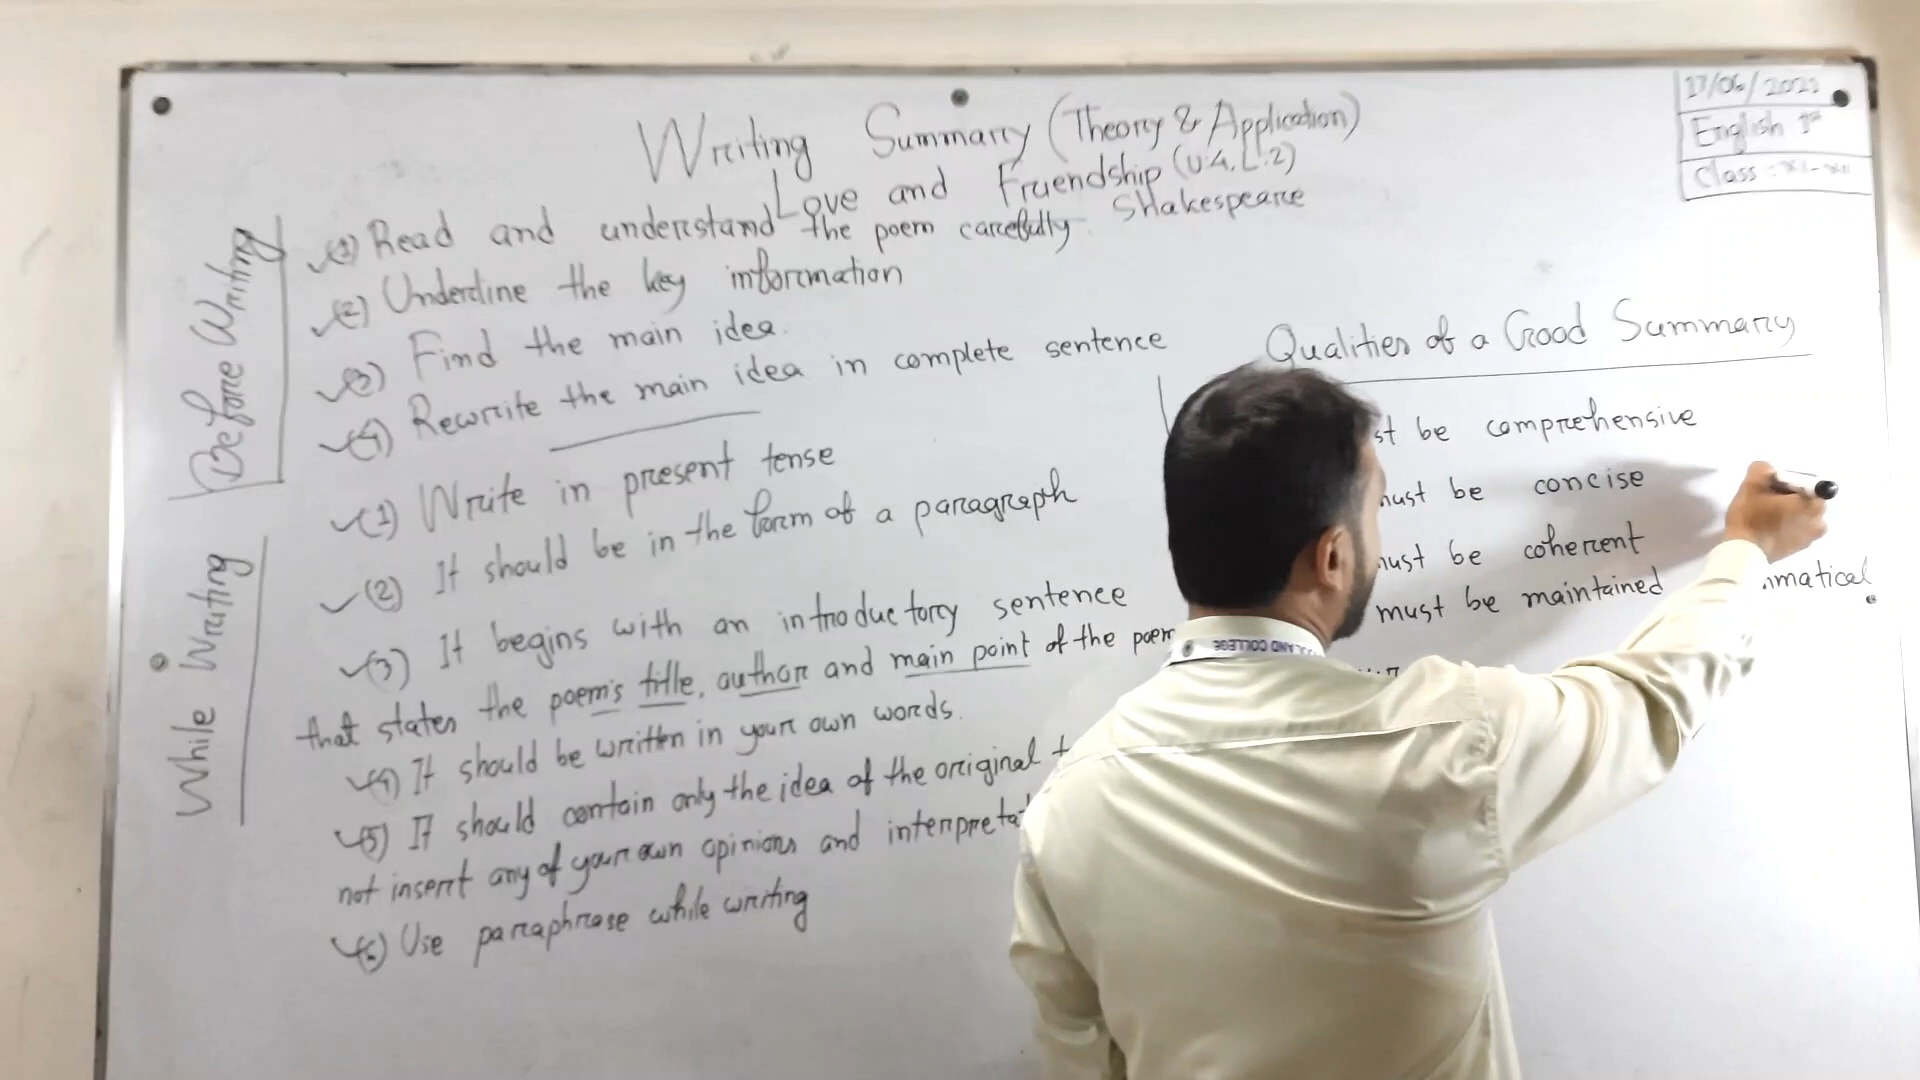 Writing Summary (Theory & Application)
Love and Friendship (U:4, L:2)
Shakespeare
17/06/2021
English 1st
Class : XI-XII
Before Writing
(1) Read and understand the poem carefully
(2) Underline the key information
(3) Find the main idea.
(4) Rewrite the main idea in complete sentence
While Writing
(1) Write in present tense
(2) It should be in the form of a paragraph
(3) It begins with an introductory sentence
that states the poem's title, author and main point of the poem
(4) It should be written in your own words.
(5) It should contain only the idea of the original
not insert any of your own opinions and
(6) Use paraphrase while writing
Qualities of a Good Summary
be comprehensive
must be concise
must be coherent
must be maintained
COLLEGE